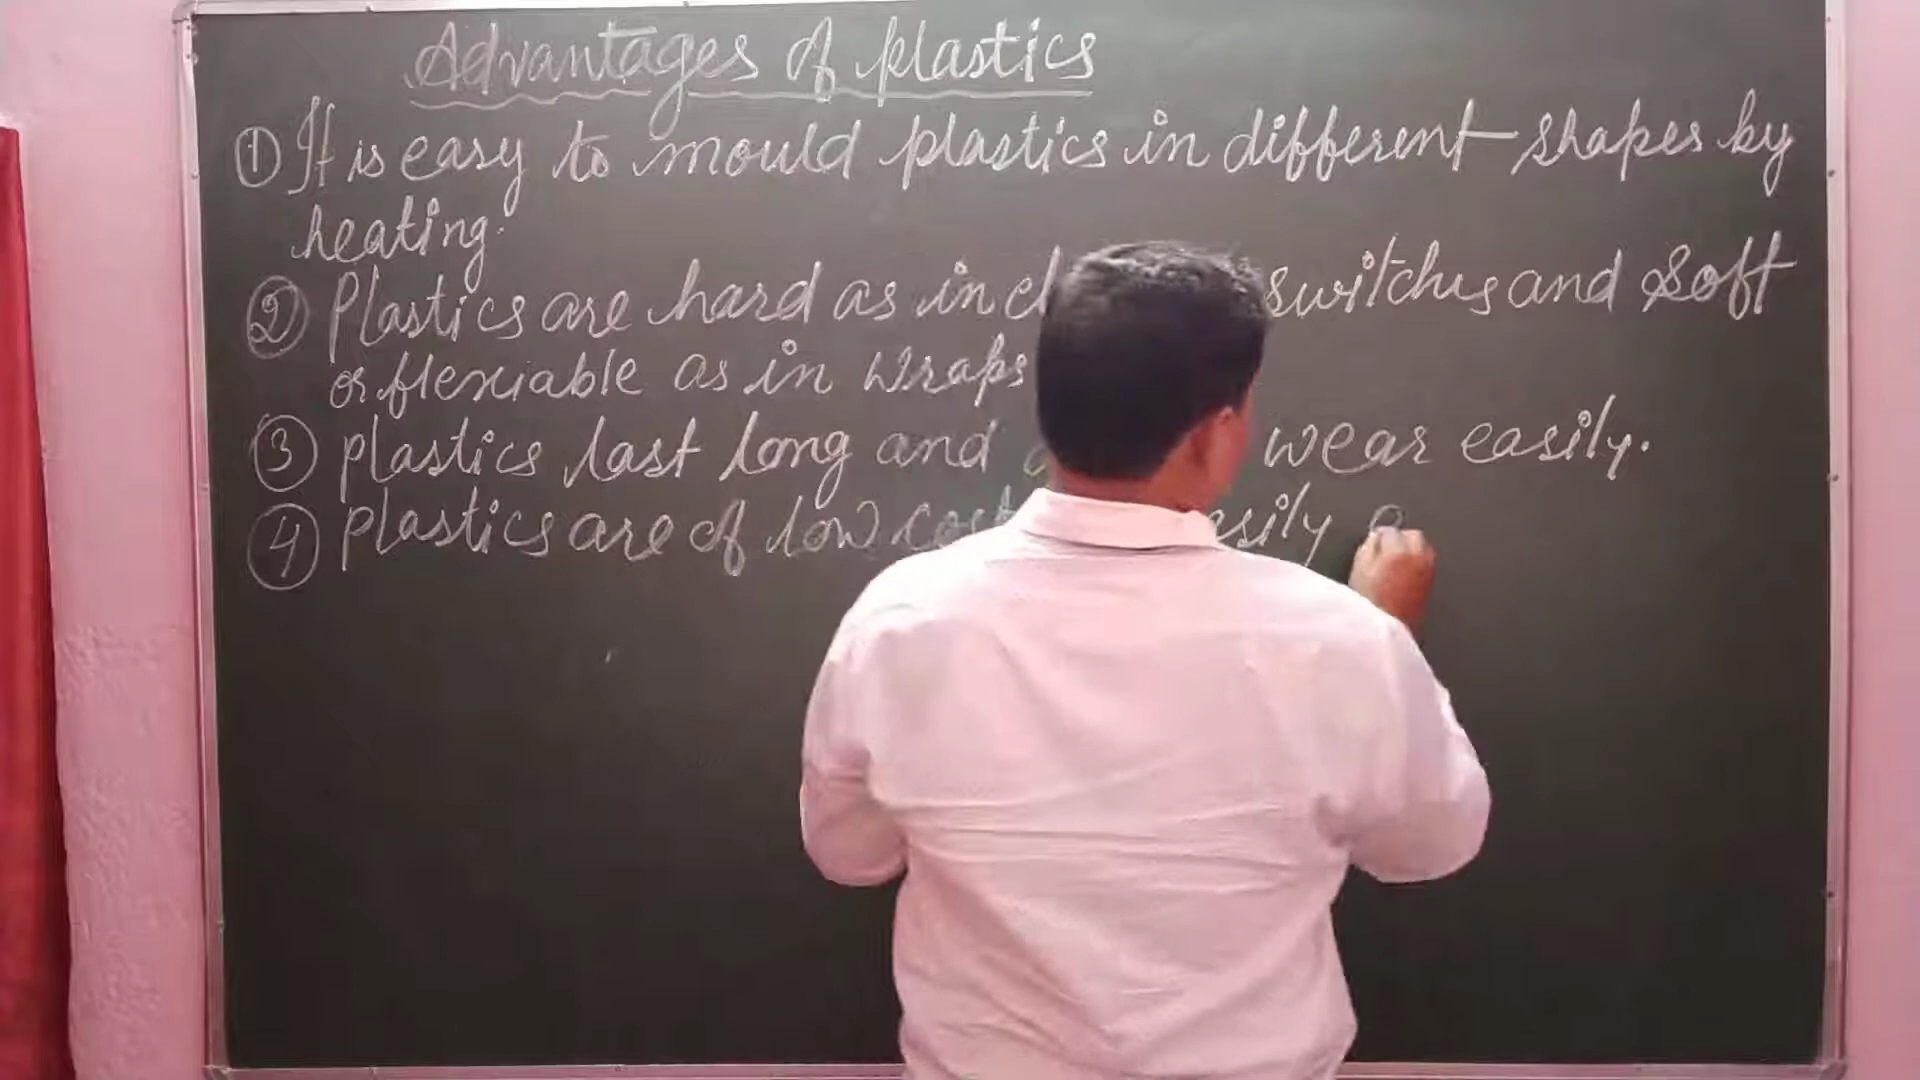 Advantages of plastics
① It is easy to mould plastics in different shapes by
heating.
② Plastics are hard as in switches and soft
or flexiable as in wraps
③ plastics last long and wear easily.
④ plastics are of low cost